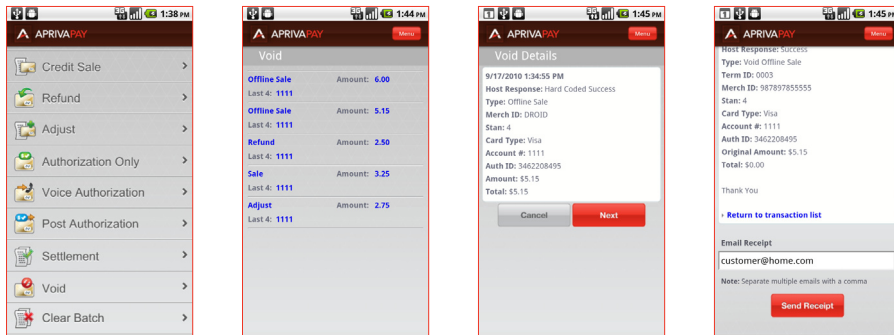 3G 1:38 PM
APRIVAPAY
Credit Sale
Refund
Adjust
Authorization Only
Voice Authorization
Post Authorization
Settlement
Void
Clear Batch
3G 1:44 PM
APRIVAPAY Menu
Void
Offline Sale Amount: 6.00
Last 4: 1111
Offline Sale Amount: 5.15
Last 4: 1111
Refund Amount: 2.50
Last 4: 1111
Sale Amount: 3.25
Last 4: 1111
Adjust Amount: 2.75
Last 4: 1111
1 3G 1:45 PM
APRIVAPAY Menu
Void Details
9/17/2010 1:34:55 PM
Host Response: Hard Coded Success
Type: Offline Sale
Merch ID: DROID
Stan: 4
Card Type: Visa
Account #: 1111
Auth ID: 3462208495
Amount: $5.15
Total: $5.15
Cancel Next
1 3G 1:45 PM
APRIVAPAY Menu
Host Response: Success
Type: Void Offline Sale
Term ID: 0003
Merch ID: 987897855555
Stan: 4
Card Type: Visa
Account #: 1111
Auth ID: 3462208495
Original Amount: $5.15
Total: $0.00
Thank You
› Return to transaction list
Email Receipt
customer@home.com
Note: Separate multiple emails with a comma
Send Receipt